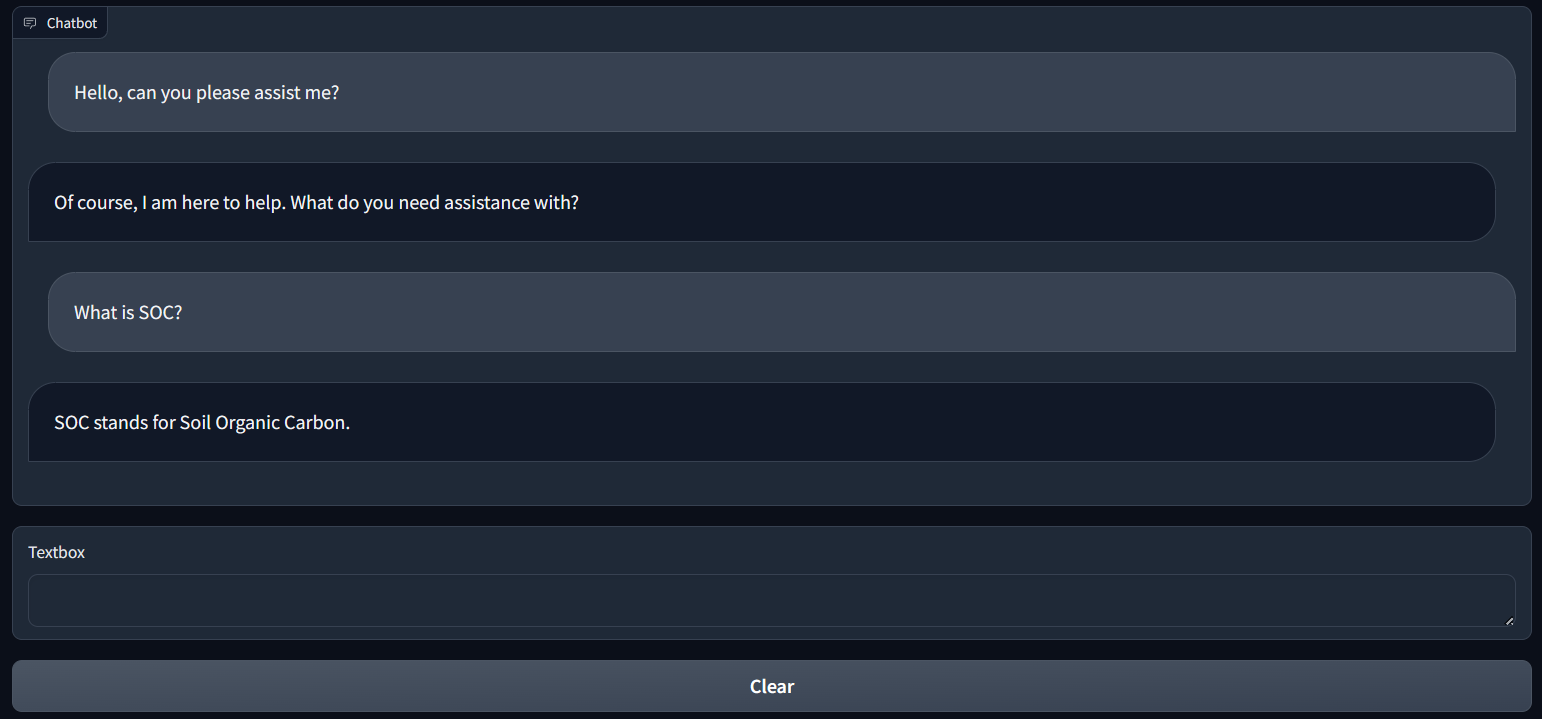 Chatbot
Hello, can you please assist me?
Of course, I am here to help. What do you need assistance with?
What is SOC?
SOC stands for Soil Organic Carbon.
Textbox
Clear